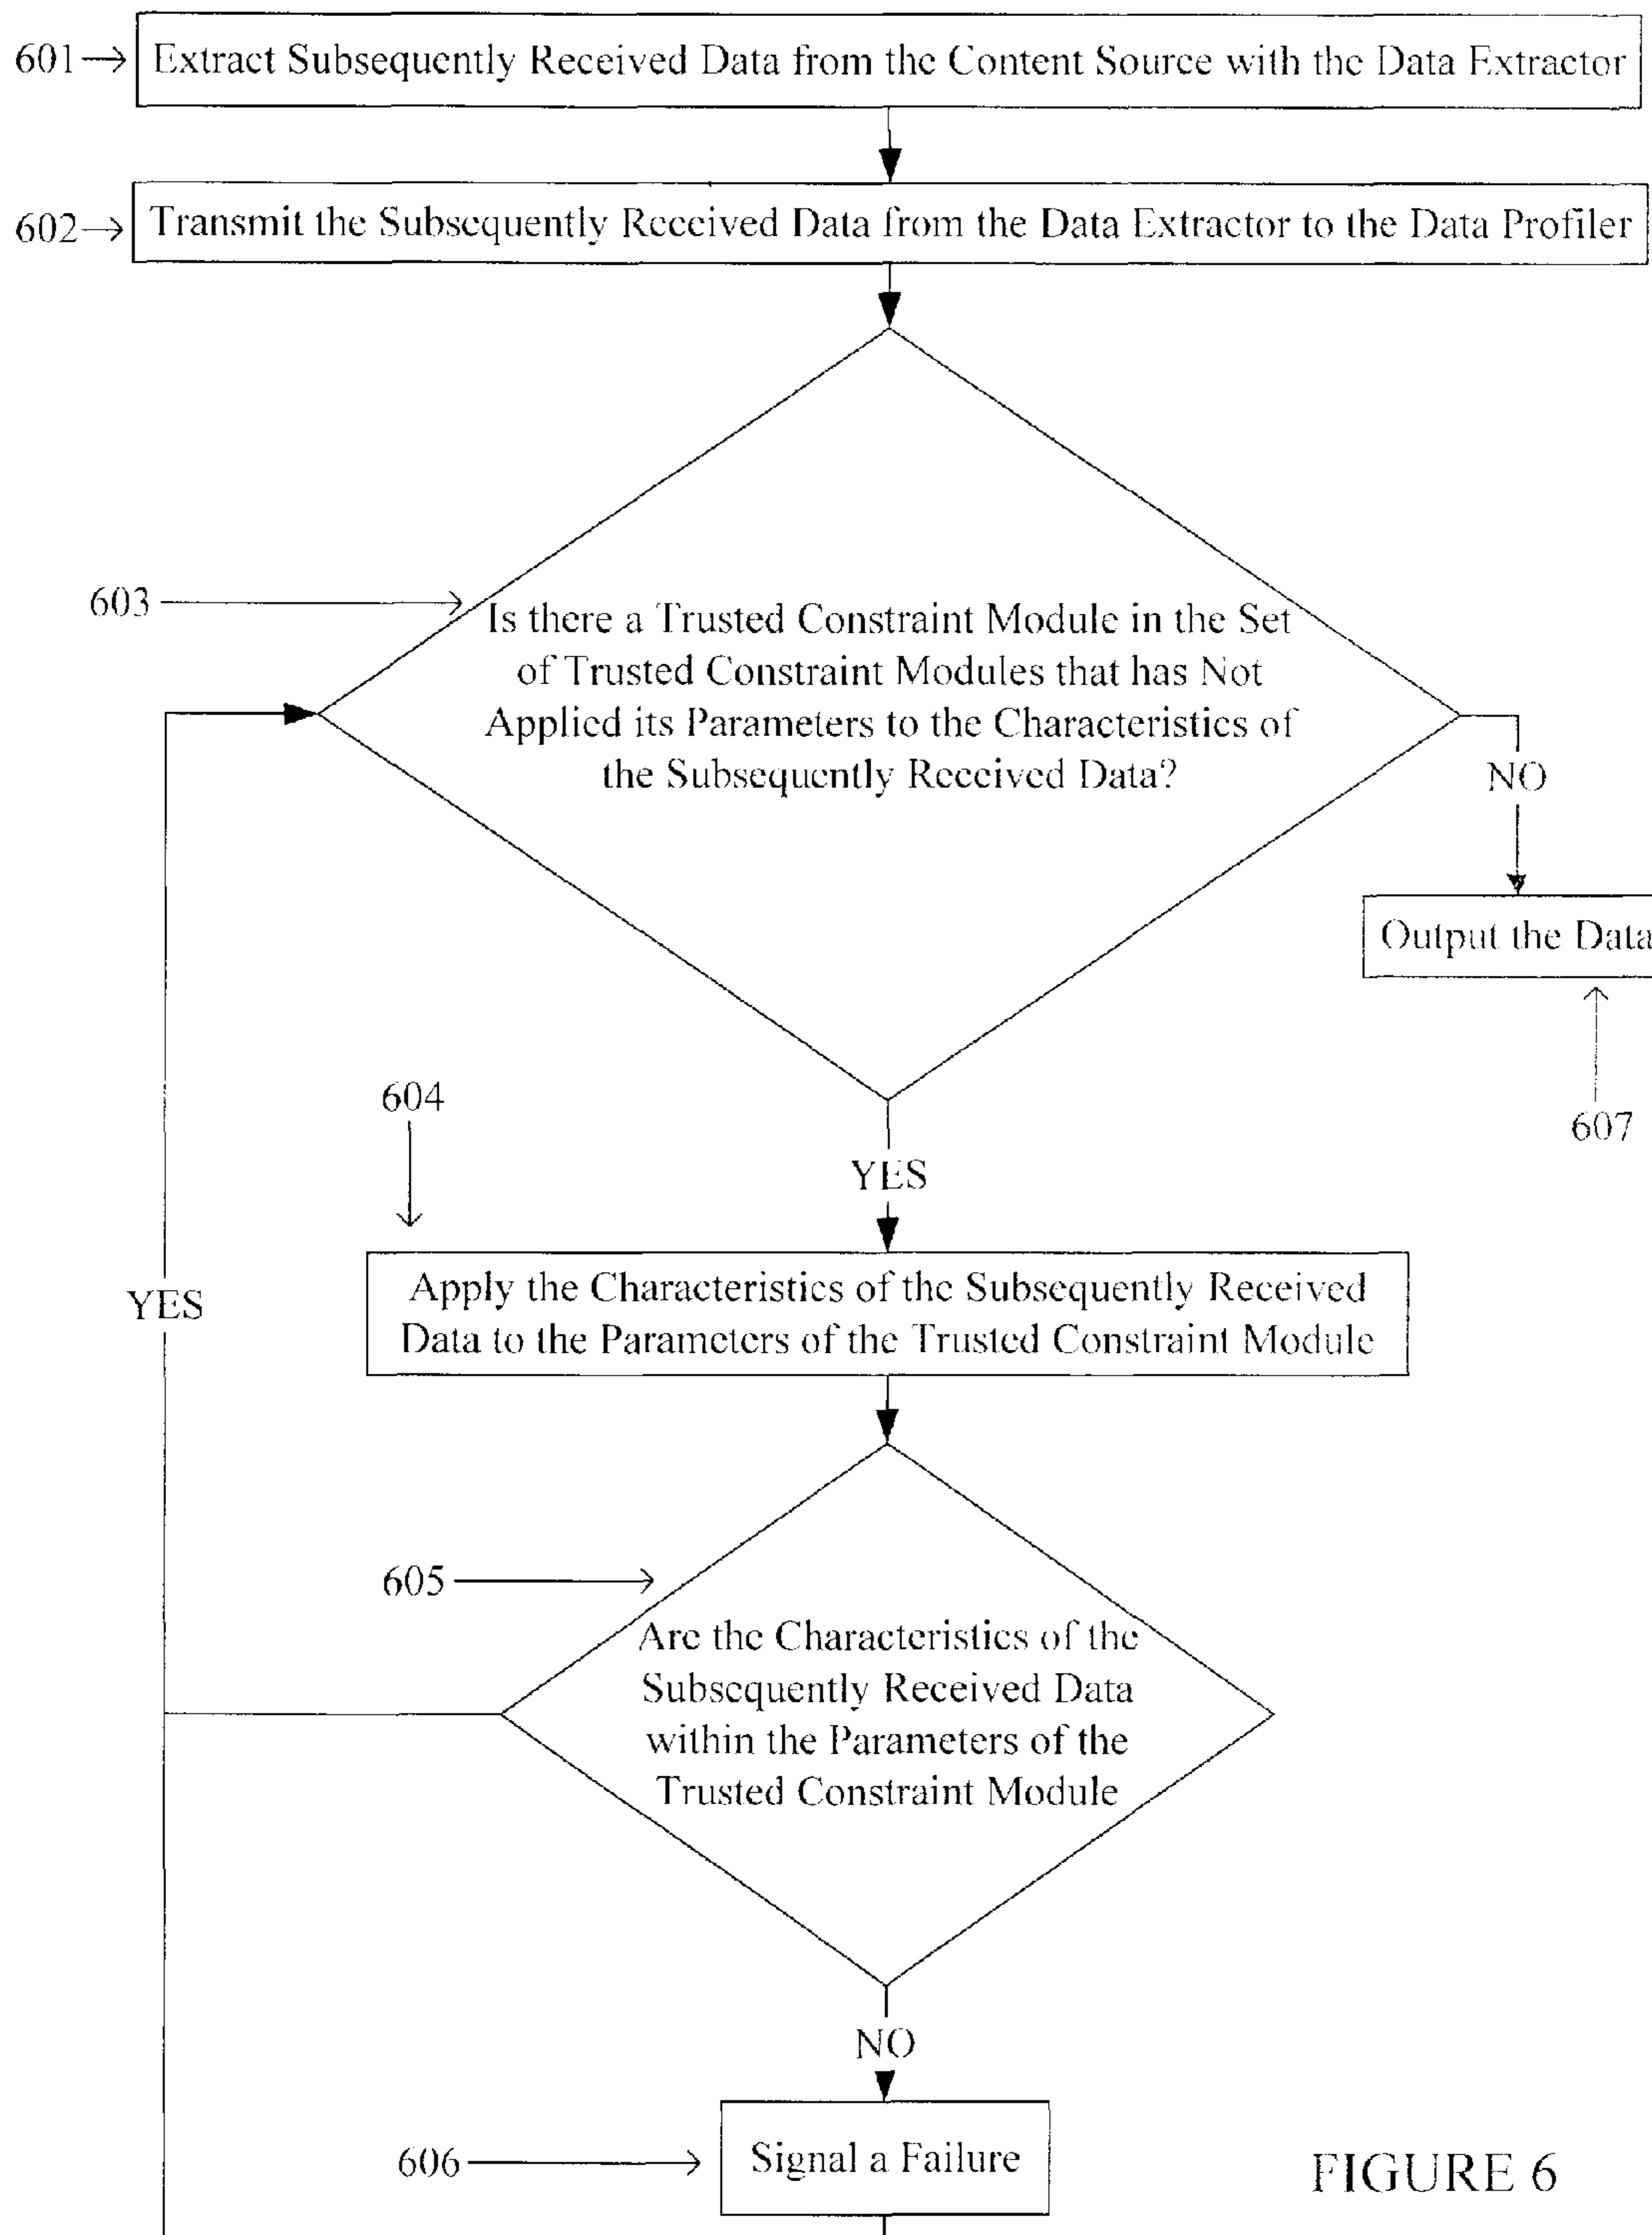 601
Extract Subsequently Received Data from the Content Source with the Data Extractor
602
Transmit the Subsequently Received Data from the Data Extractor to the Data Profiler
603
Is there a Trusted Constraint Module in the Set
of Trusted Constraint Modules that has Not
Applied its Parameters to the Characteristics of
the Subsequently Received Data?
NO
Output the Data
607
604
YES
Apply the Characteristics of the Subsequently Received
Data to the Parameters of the Trusted Constraint Module
YES
605
Are the Characteristics of the
Subsequently Received Data
within the Parameters of the
Trusted Constraint Module
NO
606
Signal a Failure
FIGURE 6